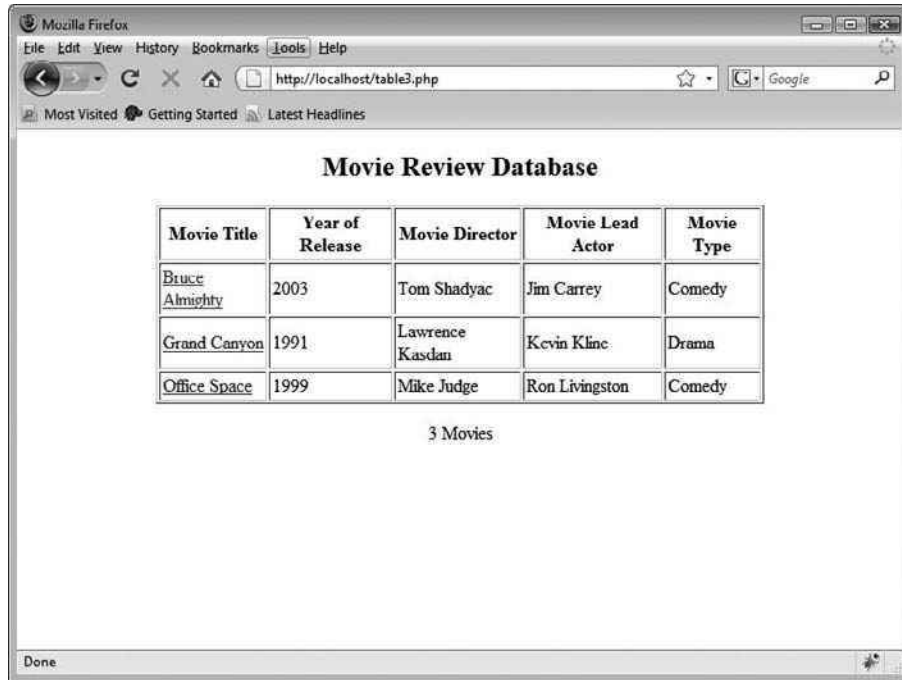 Mozilla Firefox
File Edit View History Bookmarks Tools Help
http://localhost/table3.php
G Google
Most Visited Getting Started Latest Headlines
Movie Review Database
Movie Title Year of Release Movie Director Movie Lead Actor Movie Type
Bruce Almighty 2003 Tom Shadyac Jim Carrey Comedy
Grand Canyon 1991 Lawrence Kasdan Kevin Kline Drama
Office Space 1999 Mike Judge Ron Livingston Comedy
3 Movies
Done